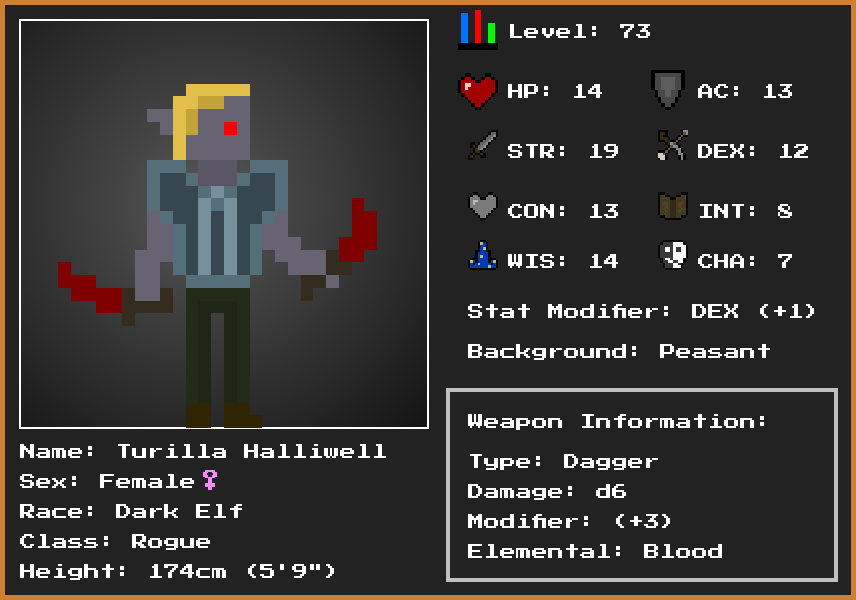 Level: 73
HP: 14
AC: 13
STR: 19
DEX: 12
CON: 13
INT: 8
WIS: 14
CHA: 7
Stat Modifier: DEX (+1)
Background: Peasant
Weapon Information:
Type: Dagger
Damage: d6
Modifier: (+3)
Elemental: Blood
Name: Turilla Halliwell
Sex: Female♀
Race: Dark Elf
Class: Rogue
Height: 174cm (5'9")